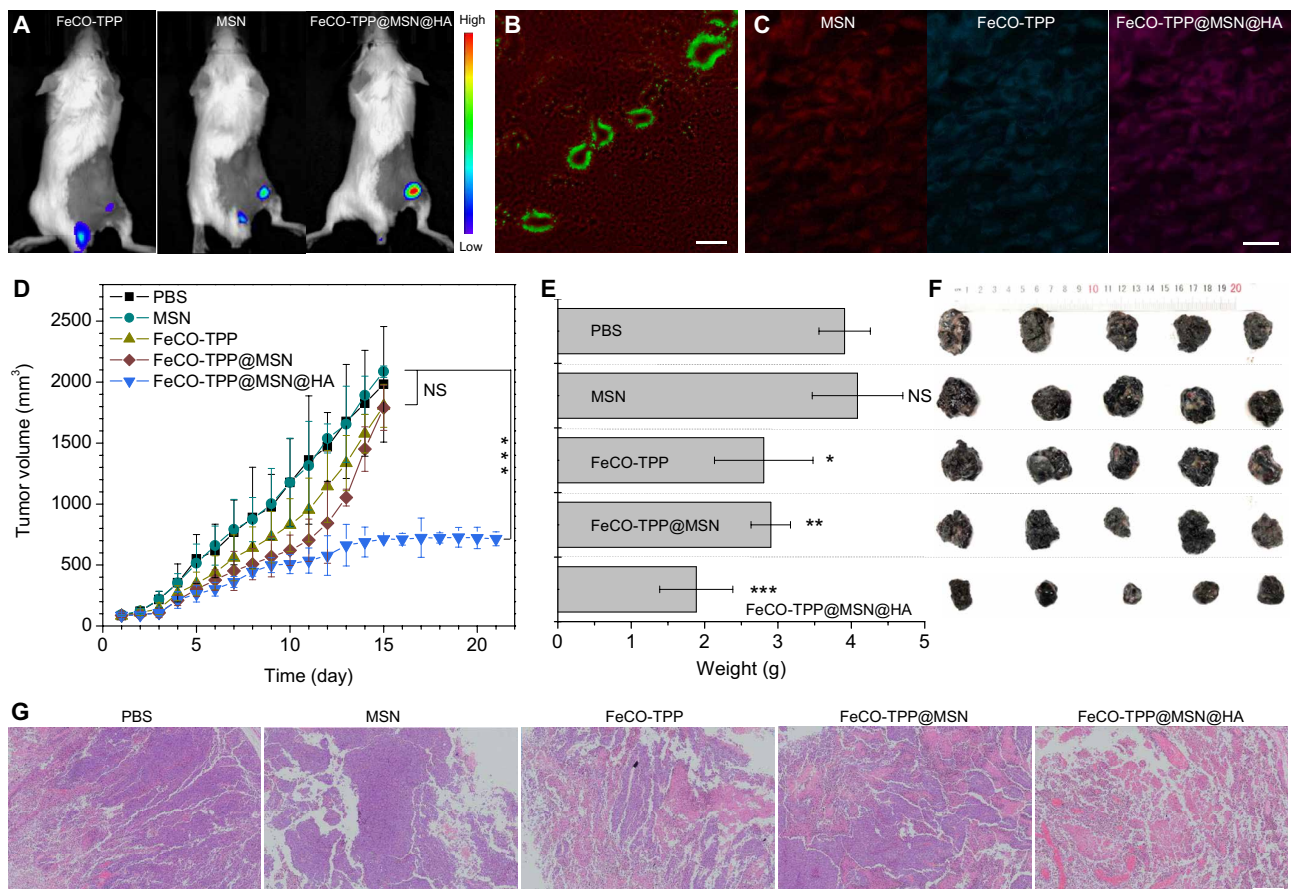 A
FeCO-TPP
MSN
FeCO-TPP@MSN@HA
High
Low
B
C
MSN
FeCO-TPP
FeCO-TPP@MSN@HA
D
PBS
MSN
FeCO-TPP
FeCO-TPP@MSN
FeCO-TPP@MSN@HA
NS
***
2500
2000
1500
1000
500
0
Tumor volume (mm³)
0 5 10 15 20
Time (day)
E
PBS
MSN
NS
FeCO-TPP
*
FeCO-TPP@MSN
**
***
FeCO-TPP@MSN@HA
0 1 2 3 4 5
Weight (g)
F
1 2 3 4 5 6 7 8 9 10 11 12 13 14 15 16 17 18 19 20
G
PBS
MSN
FeCO-TPP
FeCO-TPP@MSN
FeCO-TPP@MSN@HA